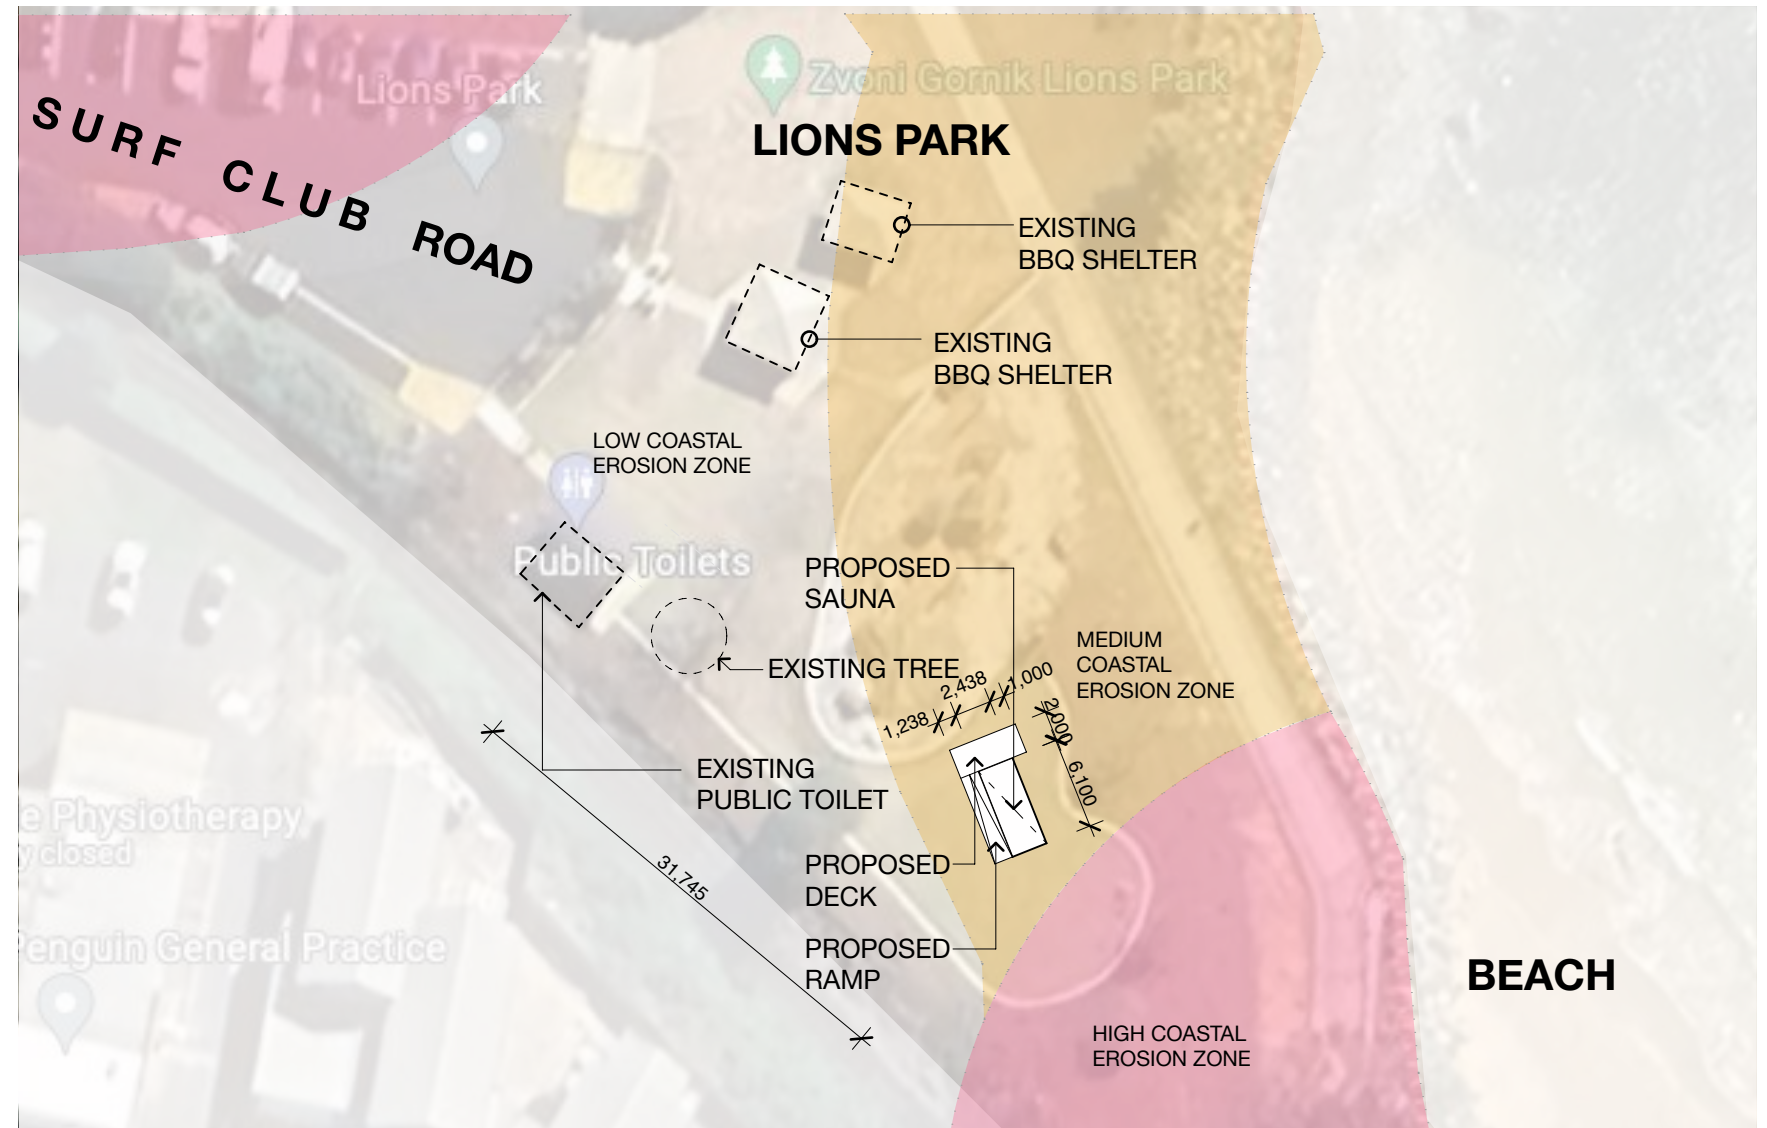 Lions Park
Zvoni Gornik Lions Park
SURF CLUB ROAD
LIONS PARK
EXISTING
BBQ SHELTER
EXISTING
BBQ SHELTER
LOW COASTAL
EROSION ZONE
Public Toilets
PROPOSED
SAUNA
MEDIUM
COASTAL
EROSION ZONE
EXISTING TREE
1,238
2,438
1,000
2,000
6,100
EXISTING
PUBLIC TOILET
e Physiotherapy
y closed
31,745
PROPOSED
DECK
Penguin General Practice
PROPOSED
RAMP
BEACH
HIGH COASTAL
EROSION ZONE